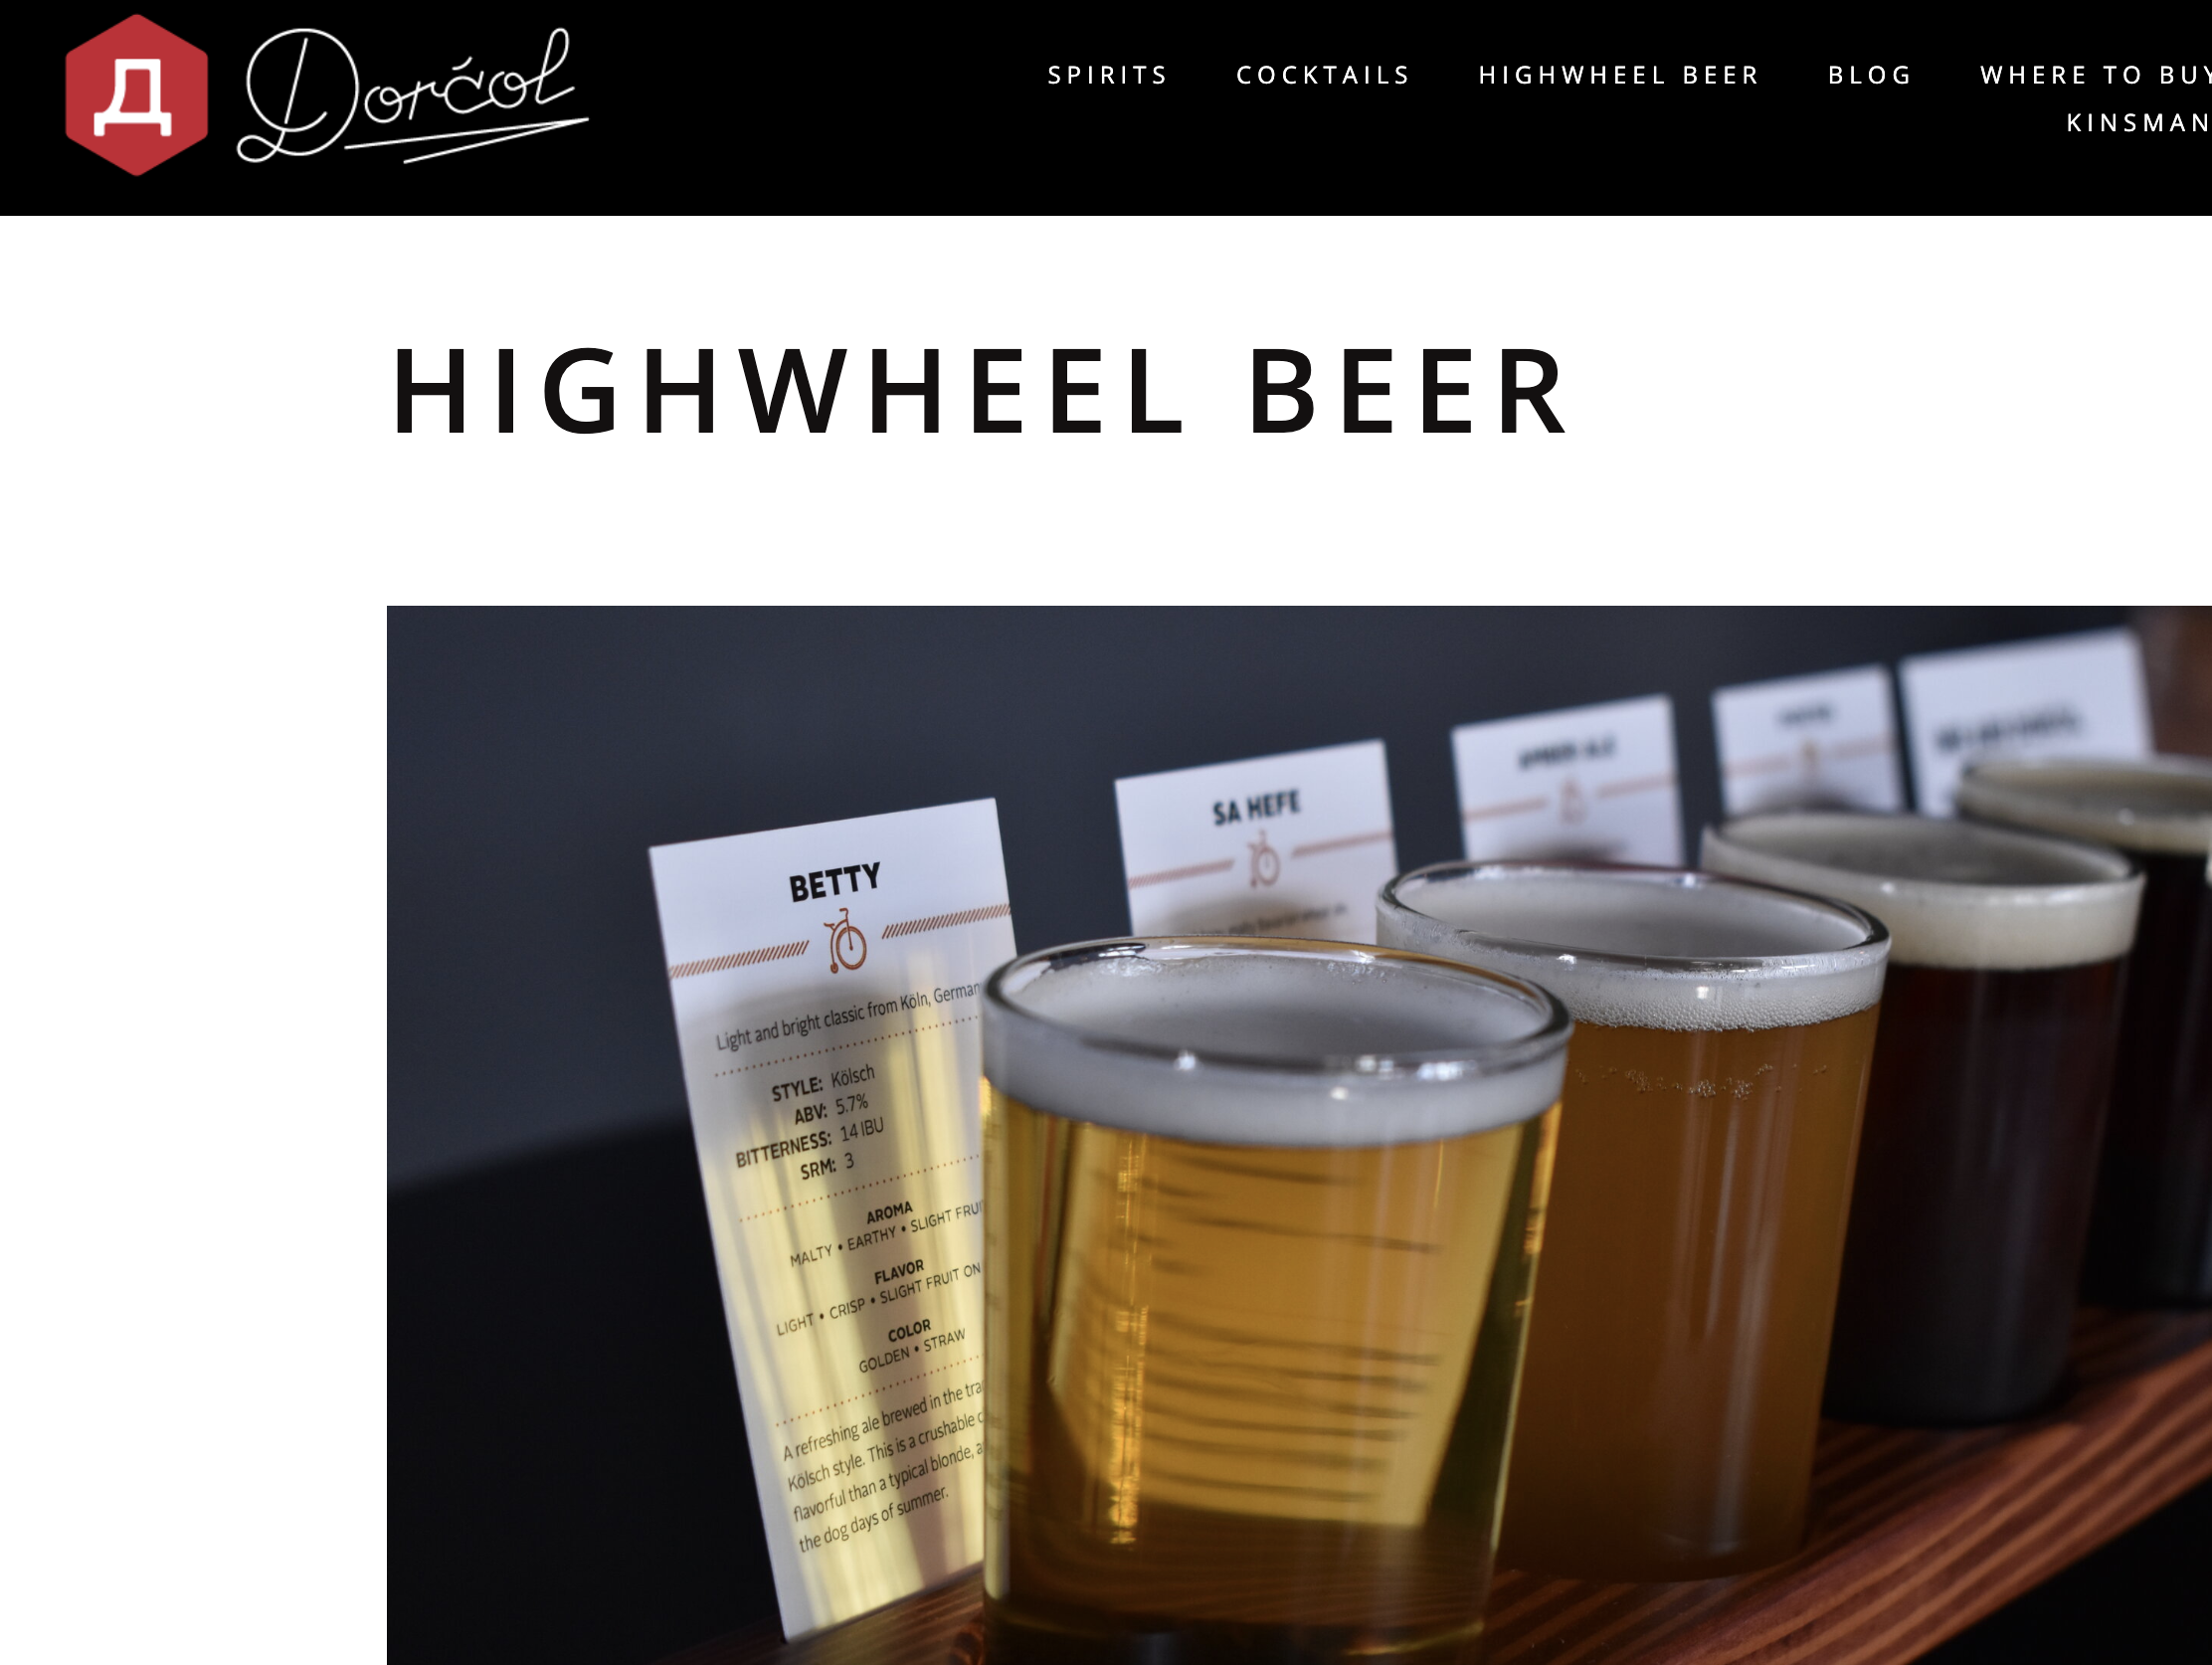 Д Dorčol
SPIRITS COCKTAILS HIGHWHEEL BEER BLOG WHERE TO BUY
KINSMAN
HIGHWHEEL BEER
BETTY
Light and bright classic from Köln, German
STYLE: Kölsch
ABV: 5.7%
BITTERNESS: 14 IBU
SRM: 3
AROMA
MALTY • EARTHY • SLIGHT FRUI
FLAVOR
LIGHT • CRISP • SLIGHT FRUIT ON
COLOR
GOLDEN • STRAW
A refreshing ale brewed in the tra
Kölsch style. This is a crushable
flavorful than a typical blonde,
the dog days of summer.
SA HEFE
AMBER ALE